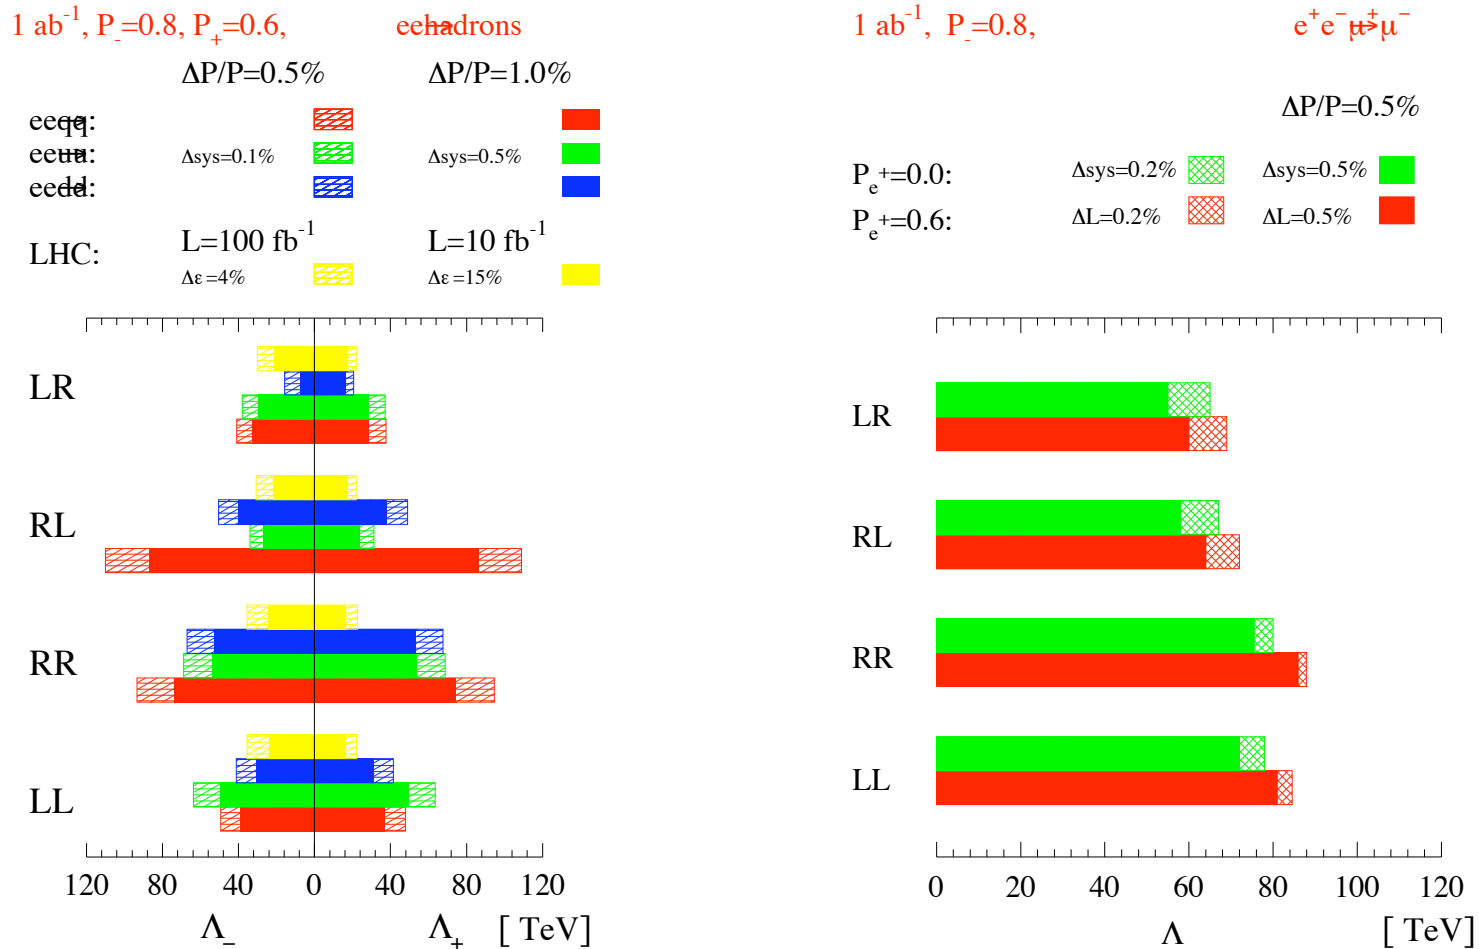 1 ab⁻¹, P₋=0.8, P₊=0.6,
ΔP/P=0.5% ΔP/P=1.0%
Δsys=0.1% Δsys=0.5%
LHC: L=100 fb⁻¹ L=10 fb⁻¹
Δε=4% Δε=15%
LR
RL
RR
LL
120 80 40 0 40 80 120
Λ₋ Λ₊ [ TeV]
1 ab⁻¹, P₋=0.8, e⁺e⁻→μ⁺μ⁻
ΔP/P=0.5%
Pₑ⁺=0.0: Δsys=0.2% Δsys=0.5%
Pₑ⁺=0.6: ΔL=0.2% ΔL=0.5%
LR
RL
RR
LL
0 20 40 60 80 100 120
Λ [ TeV]